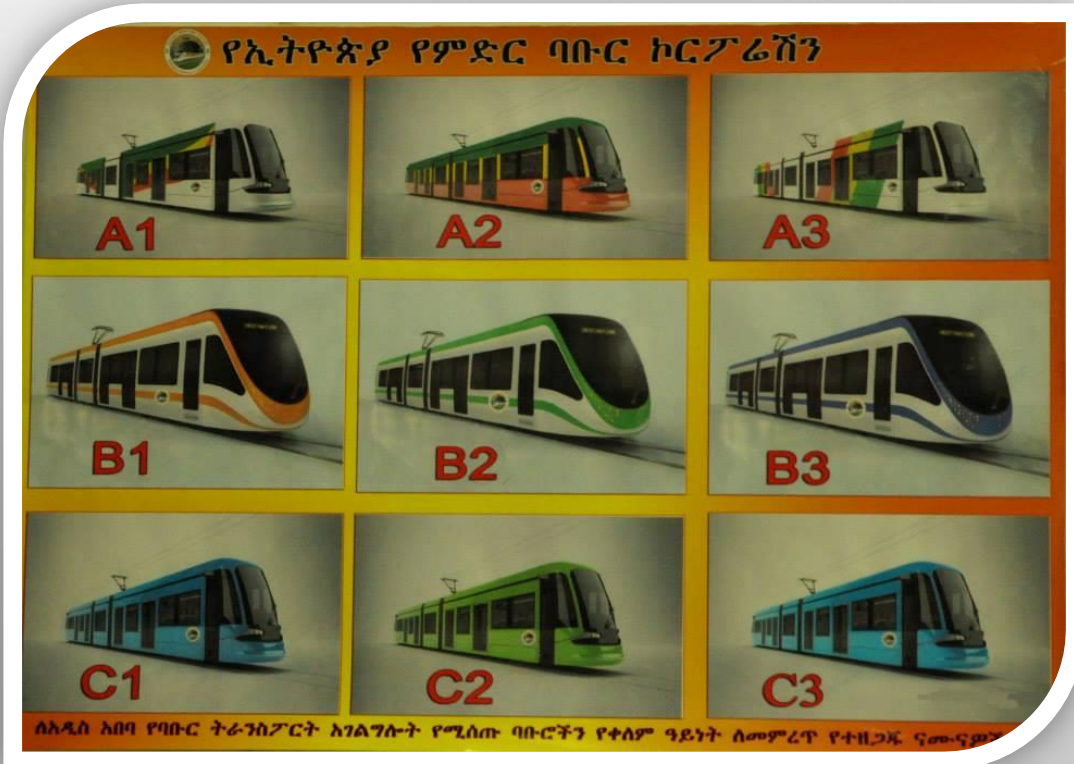 የኢትዮጵያ የምድር ባቡር ኮርፖሬሽን
A1 A2 A3
B1 B2 B3
C1 C2 C3
ለአዲስ አበባ የባቡር ትራንስፖርት አገልግሎት የሚሰጡ ባቡሮችን የቀለም ዓይነት ለመምረጥ የተዘጋጁ ናሙናዎች